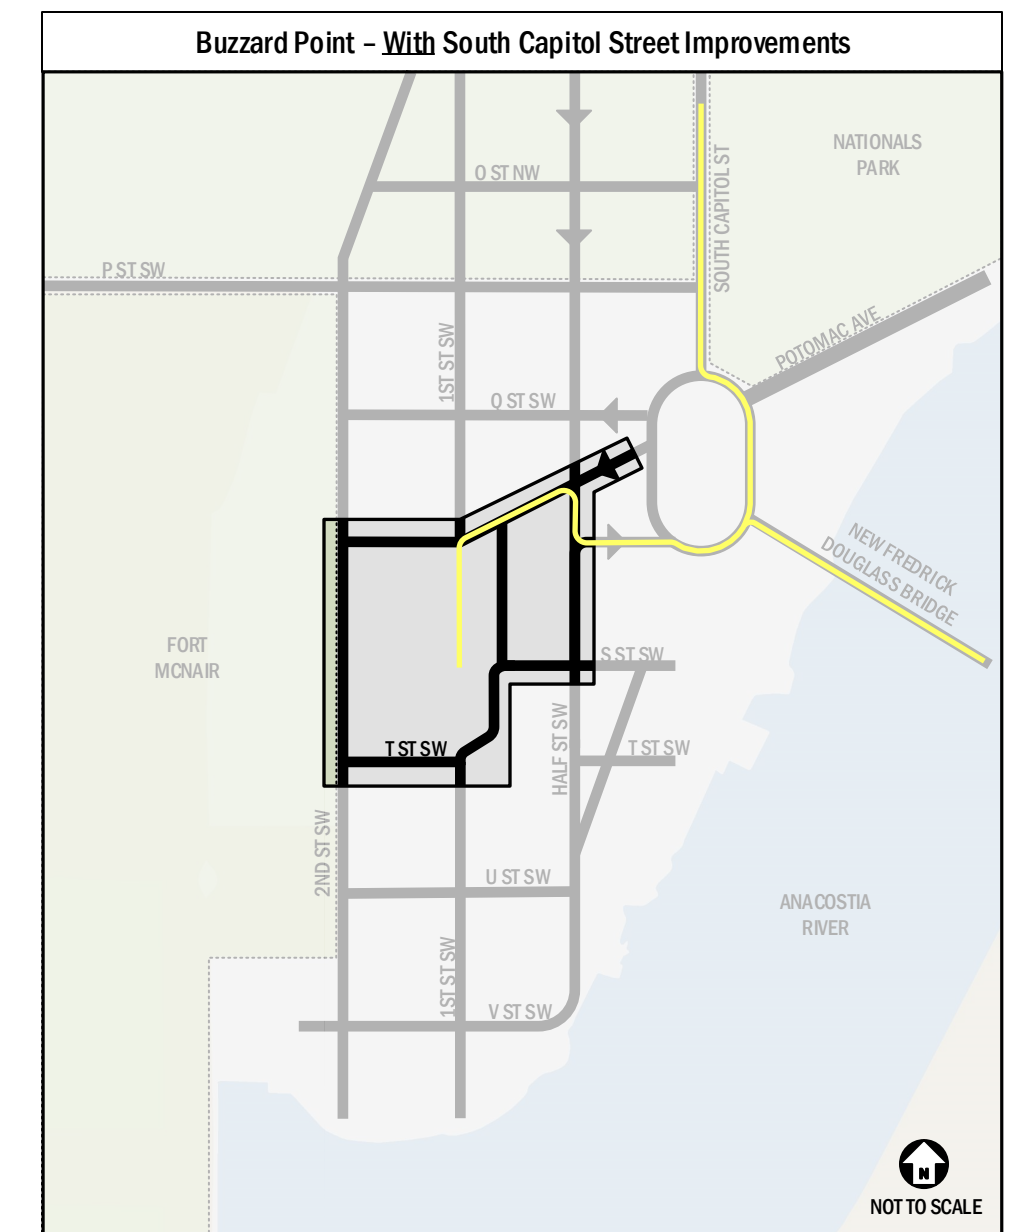 Buzzard Point – With South Capitol Street Improvements
NATIONALS
PARK
O ST NW
SOUTH CAPITOL ST
P ST SW
POTOMAC AVE
1ST ST SW
Q ST SW
NEW FREDRICK
DOUGLASS BRIDGE
FORT
MCNAIR
S ST SW
T ST SW
T ST SW
HALF ST SW
2ND ST SW
U ST SW
ANACOSTIA
RIVER
1ST ST SW
V ST SW
N
NOT TO SCALE